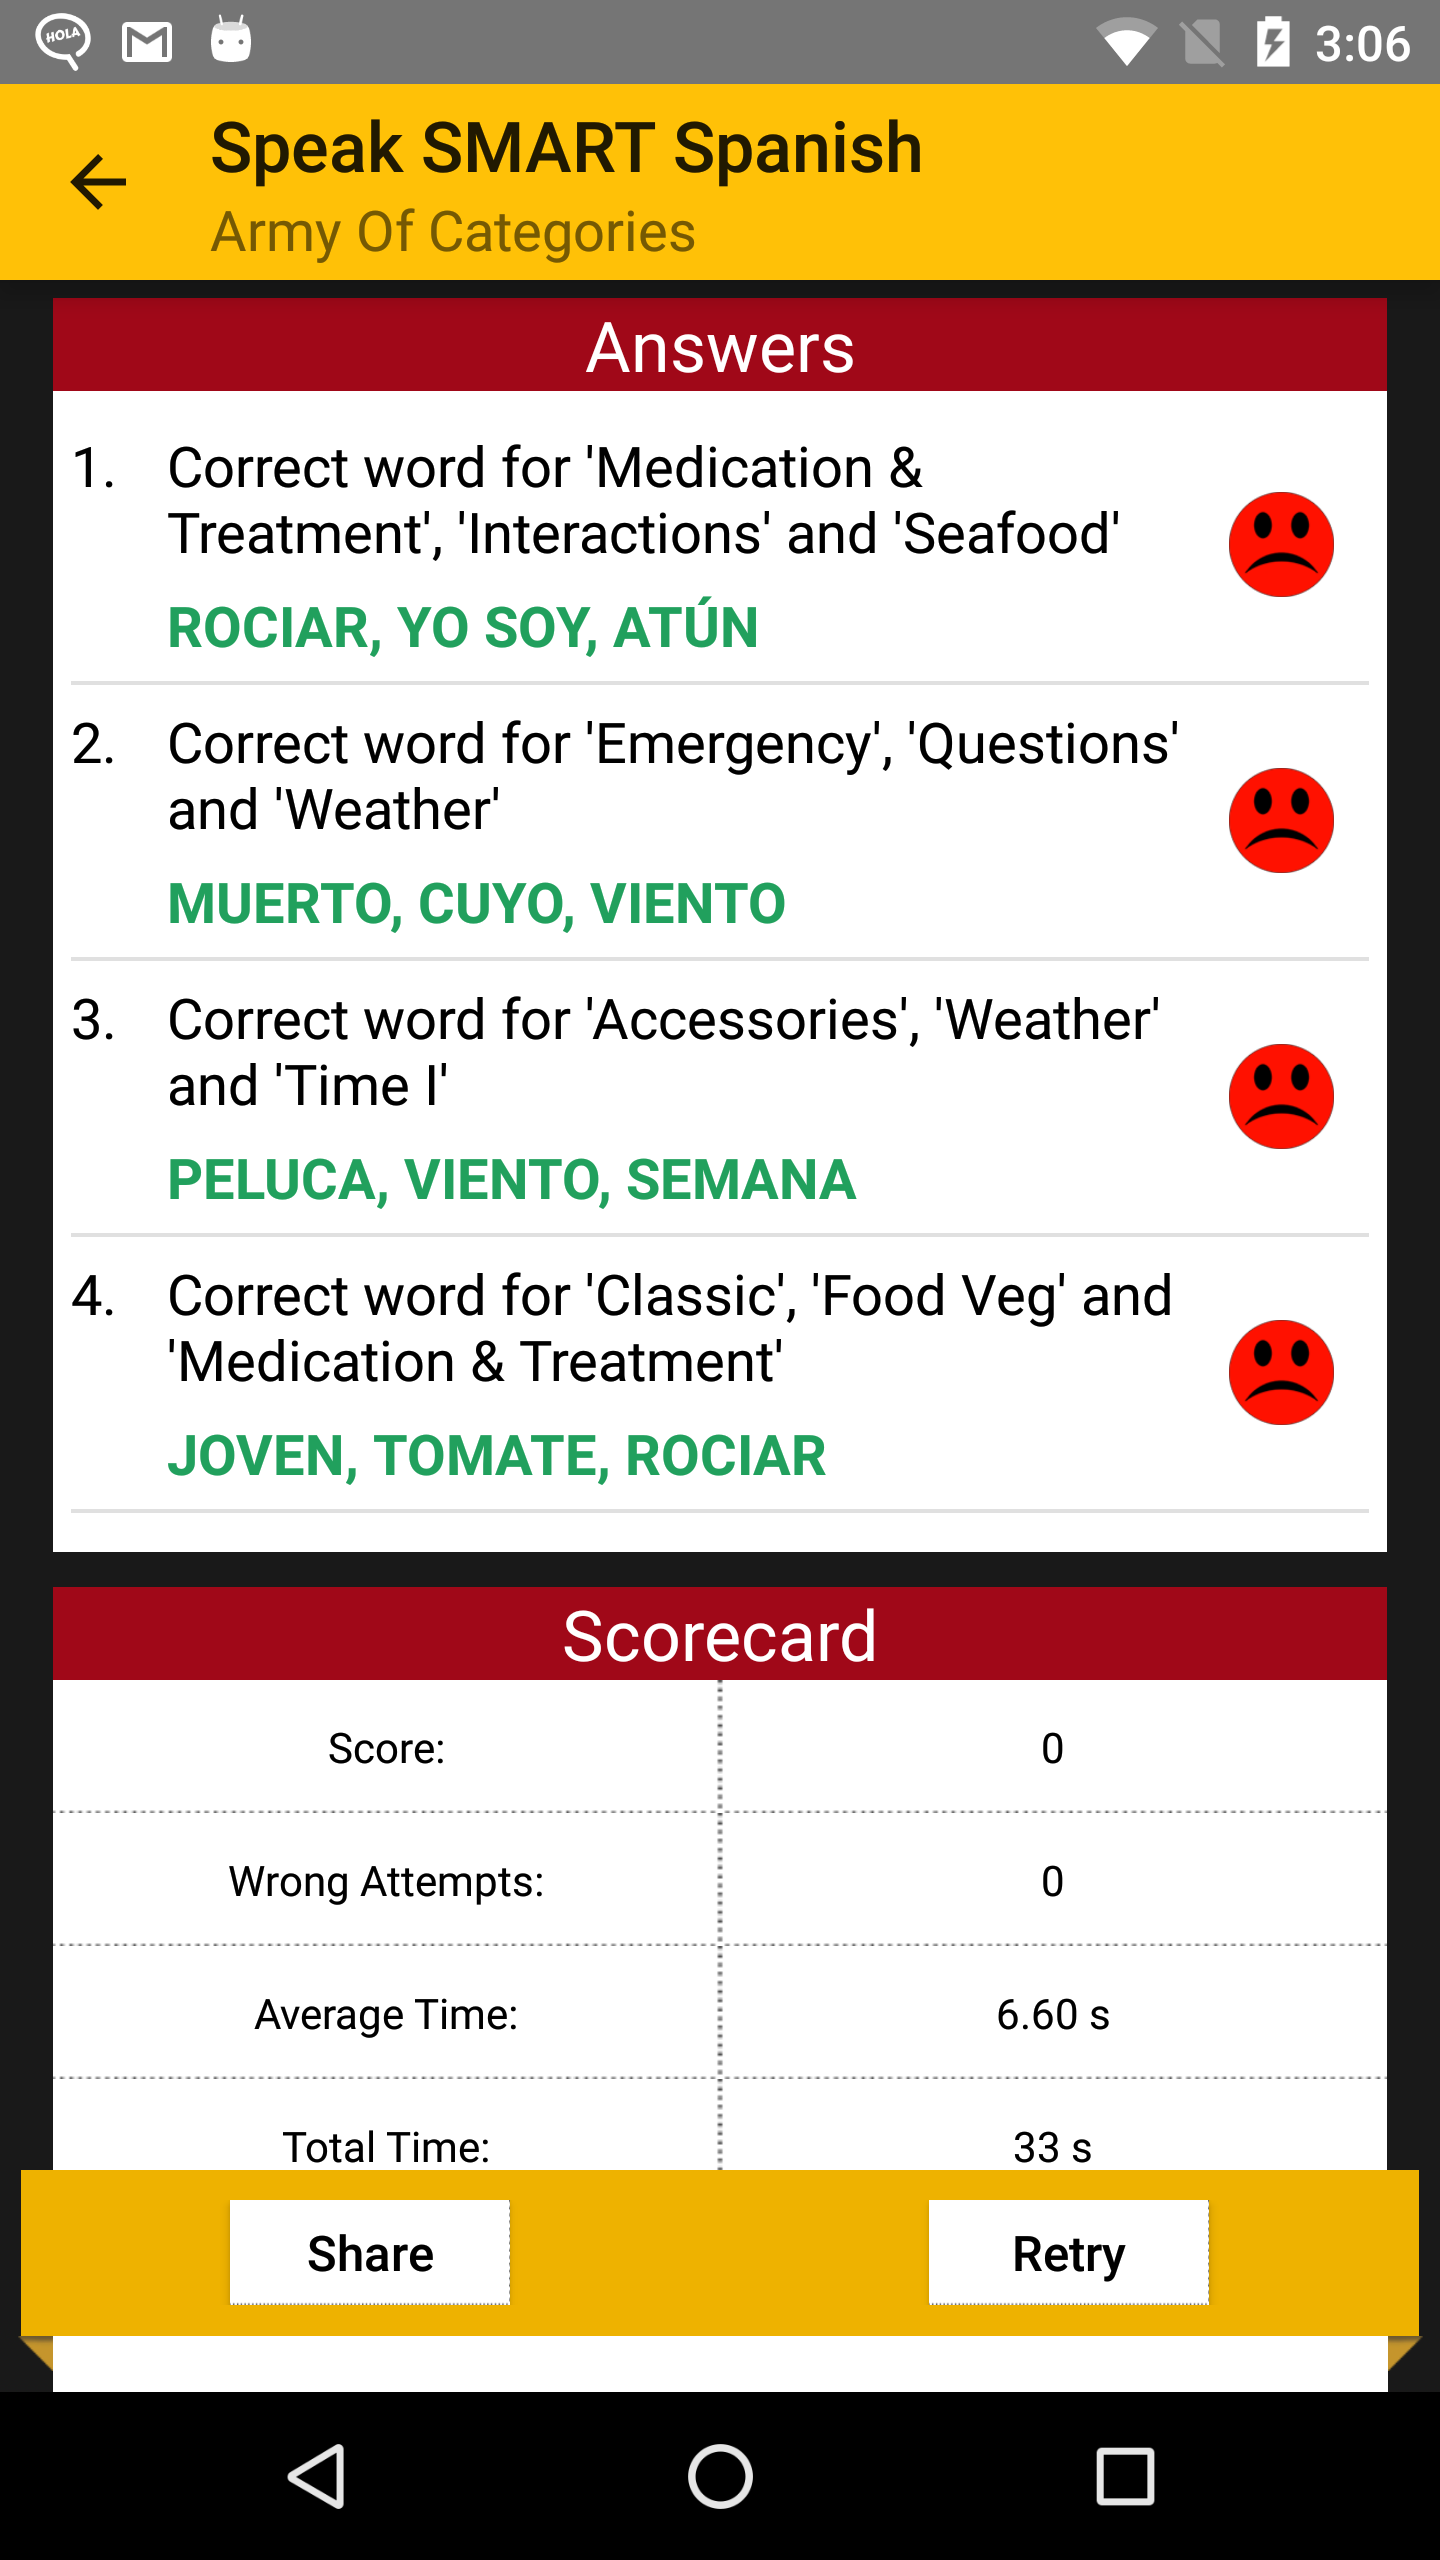 HOLA
3:06
Speak SMART Spanish
Army Of Categories
Answers
1. Correct word for 'Medication &
Treatment', 'Interactions' and 'Seafood'
ROCIAR, YO SOY, ATÚN
2. Correct word for 'Emergency', 'Questions'
and 'Weather'
MUERTO, CUYO, VIENTO
3. Correct word for 'Accessories', 'Weather'
and 'Time I'
PELUCA, VIENTO, SEMANA
4. Correct word for 'Classic', 'Food Veg' and
'Medication & Treatment'
JOVEN, TOMATE, ROCIAR
Scorecard
Score: 0
Wrong Attempts: 0
Average Time: 6.60 s
Total Time: 33 s
Share Retry